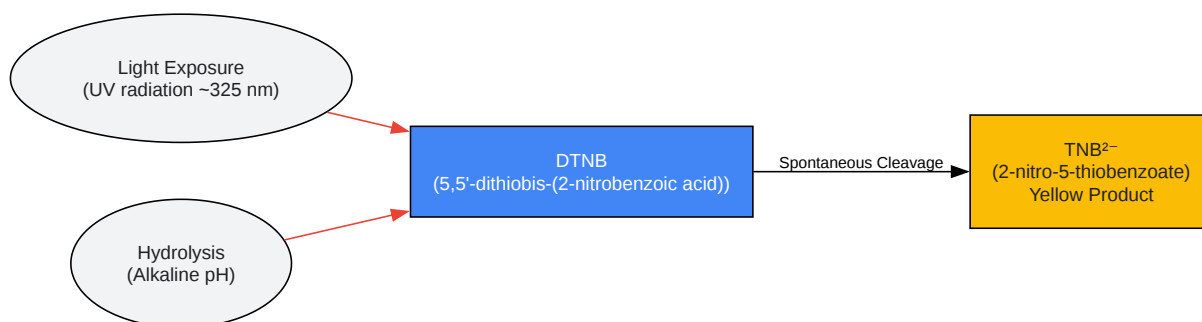 Light Exposure
(UV radiation ~325 nm)
DTNB
(5,5'-dithiobis-(2-nitrobenzoic acid))
Spontaneous Cleavage
TNB²⁻
(2-nitro-5-thiobenzoate)
Yellow Product
Hydrolysis
(Alkaline pH)